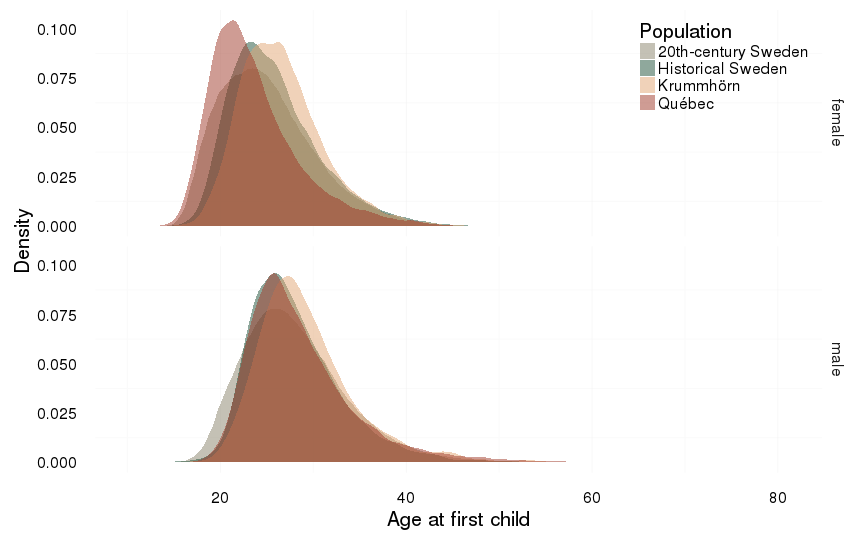 Population
20th-century Sweden
Historical Sweden
Krummhörn
Québec
0.100
0.075
0.050
0.025
0.000
female
Density
0.100
0.075
0.050
0.025
0.000
male
20 40 60 80
Age at first child